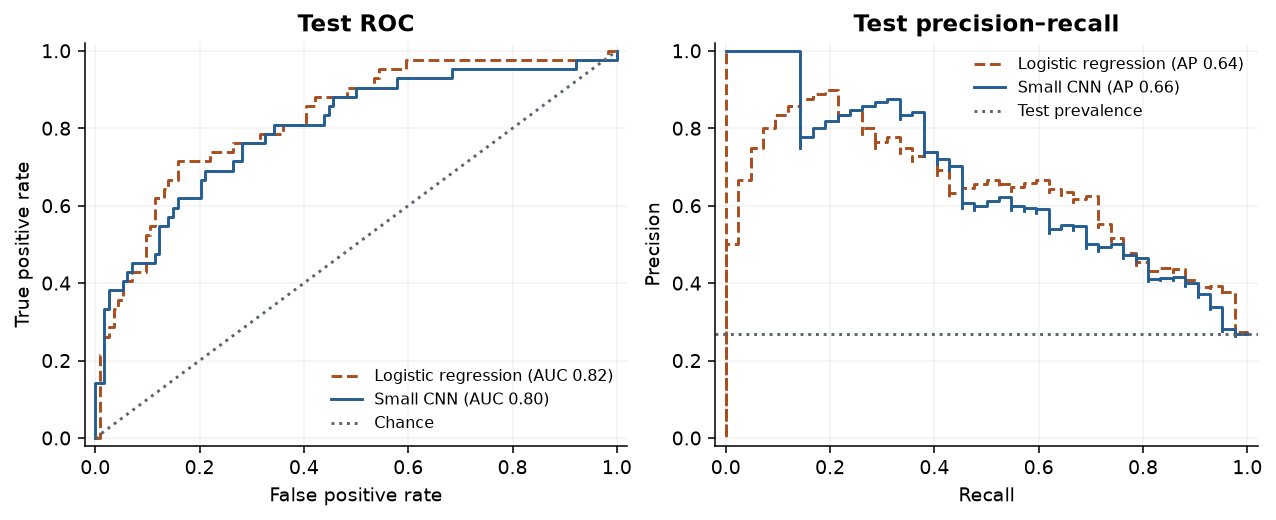 Test ROC
True positive rate
1.0
0.8
0.6
0.4
0.2
0.0
Logistic regression (AUC 0.82)
Small CNN (AUC 0.80)
Chance
0.0
0.2
0.4
0.6
0.8
1.0
False positive rate
Test precision–recall
Precision
1.0
0.8
0.6
0.4
0.2
0.0
Logistic regression (AP 0.64)
Small CNN (AP 0.66)
Test prevalence
0.0
0.2
0.4
0.6
0.8
1.0
Recall